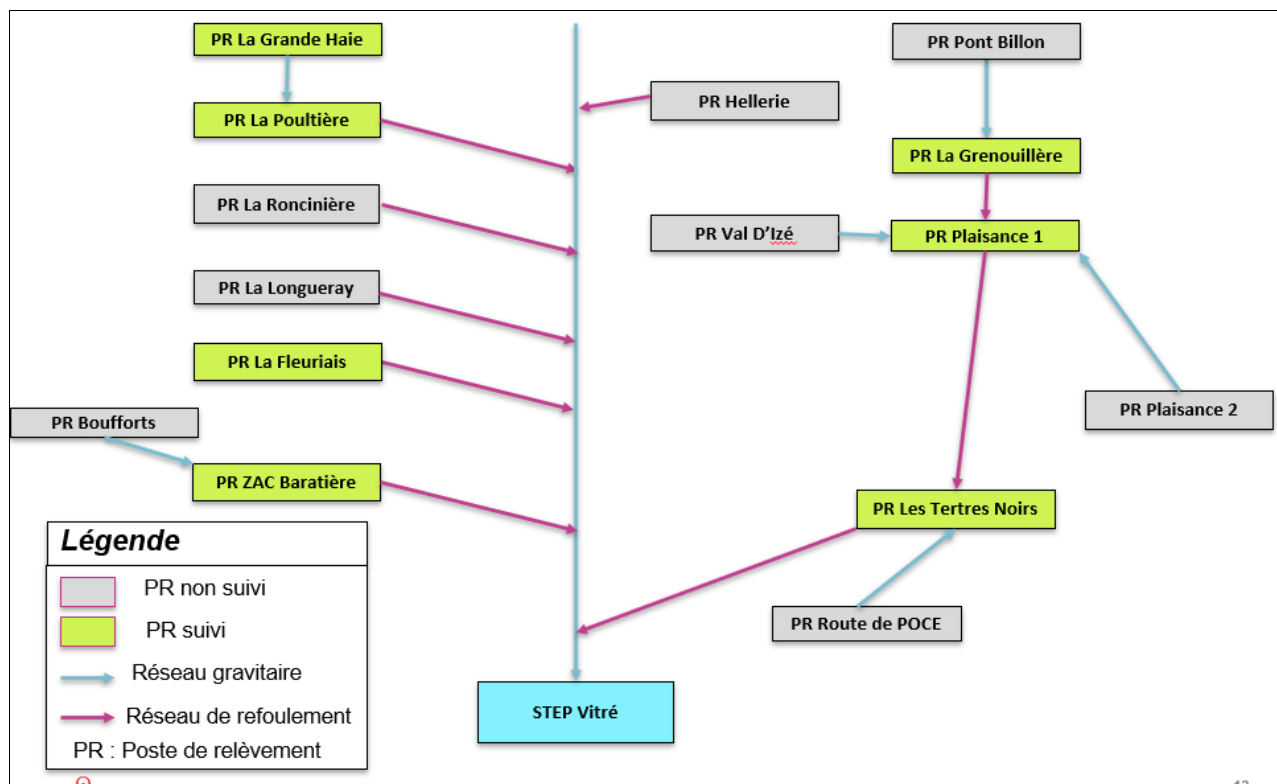 PR La Grande Haie
PR Pont Billon
PR Hellerie
PR La Poultière
PR La Grenouillère
PR La Roncinière
PR Val D'Izé
PR Plaisance 1
PR La Longueray
PR La Fleuriais
PR Plaisance 2
PR Boufforts
PR ZAC Baratière
PR Les Tertres Noirs
Légende
PR non suivi
PR suivi
Réseau gravitaire
Réseau de refoulement
PR : Poste de relèvement
PR Route de POCE
STEP Vitré